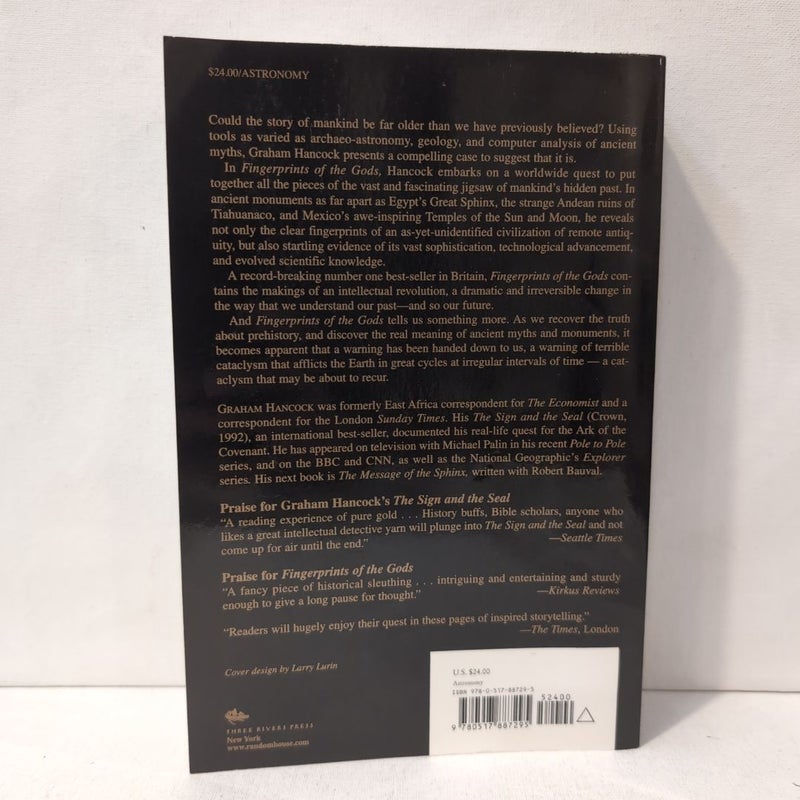 $24.00/ASTRONOMY
Could the story of mankind be far older than we have previously believed? Using
tools as varied as archaeo-astronomy, geology, and computer analysis of ancient
myths, Graham Hancock presents a compelling case to suggest that it is.
In Fingerprints of the Gods, Hancock embarks on a worldwide quest to put
together all the pieces of the vast and fascinating jigsaw of mankind's hidden past. In
ancient monuments as far apart as Egypt's Great Sphinx, the strange Andean ruins of
Tiahuanaco, and Mexico's awe-inspiring Temples of the Sun and Moon, he reveals
not only the clear fingerprints of an as-yet-unidentified civilization of remote antiq-
uity, but also startling evidence of its vast sophistication, technological advancement,
and evolved scientific knowledge.
A record-breaking number one best-seller in Britain, Fingerprints of the Gods con-
tains the makings of an intellectual revolution, a dramatic and irreversible change in
the way that we understand our past—and so our future.
And Fingerprints of the Gods tells us something more. As we recover the truth
about prehistory, and discover the real meaning of ancient myths and monuments, it
becomes apparent that a warning has been handed down to us, a warning of terrible
cataclysm that afflicts the Earth in great cycles at irregular intervals of time — a cat-
aclysm that may be about to recur.
GRAHAM HANCOCK was formerly East Africa correspondent for The Economist and a
correspondent for the London Sunday Times. His The Sign and the Seal (Crown,
1992), an international best-seller, documented his real-life quest for the Ark of the
Covenant. He has appeared on television with Michael Palin in his recent Pole to Pole
series, and on the BBC and CNN, as well as the National Geographic's Explorer
series. His next book is The Message of the Sphinx, written with Robert Bauval.
Praise for Graham Hancock's The Sign and the Seal
"A reading experience of pure gold . . . History buffs, Bible scholars, anyone who
likes a great intellectual detective yarn will plunge into The Sign and the Seal and not
come up for air until the end." —Seattle Times
Praise for Fingerprints of the Gods
"A fancy piece of historical sleuthing . . . intriguing and entertaining and sturdy
enough to give a long pause for thought." —Kirkus Reviews
"Readers will hugely enjoy their quest in these pages of inspired storytelling."
—The Times, London
Cover design by Larry Lurin
U.S. $24.00
Astronomy
ISBN 978-0-517-88729-5
52400
9 780517 887295
THREE RIVERS PRESS
New York
www.randomhouse.com